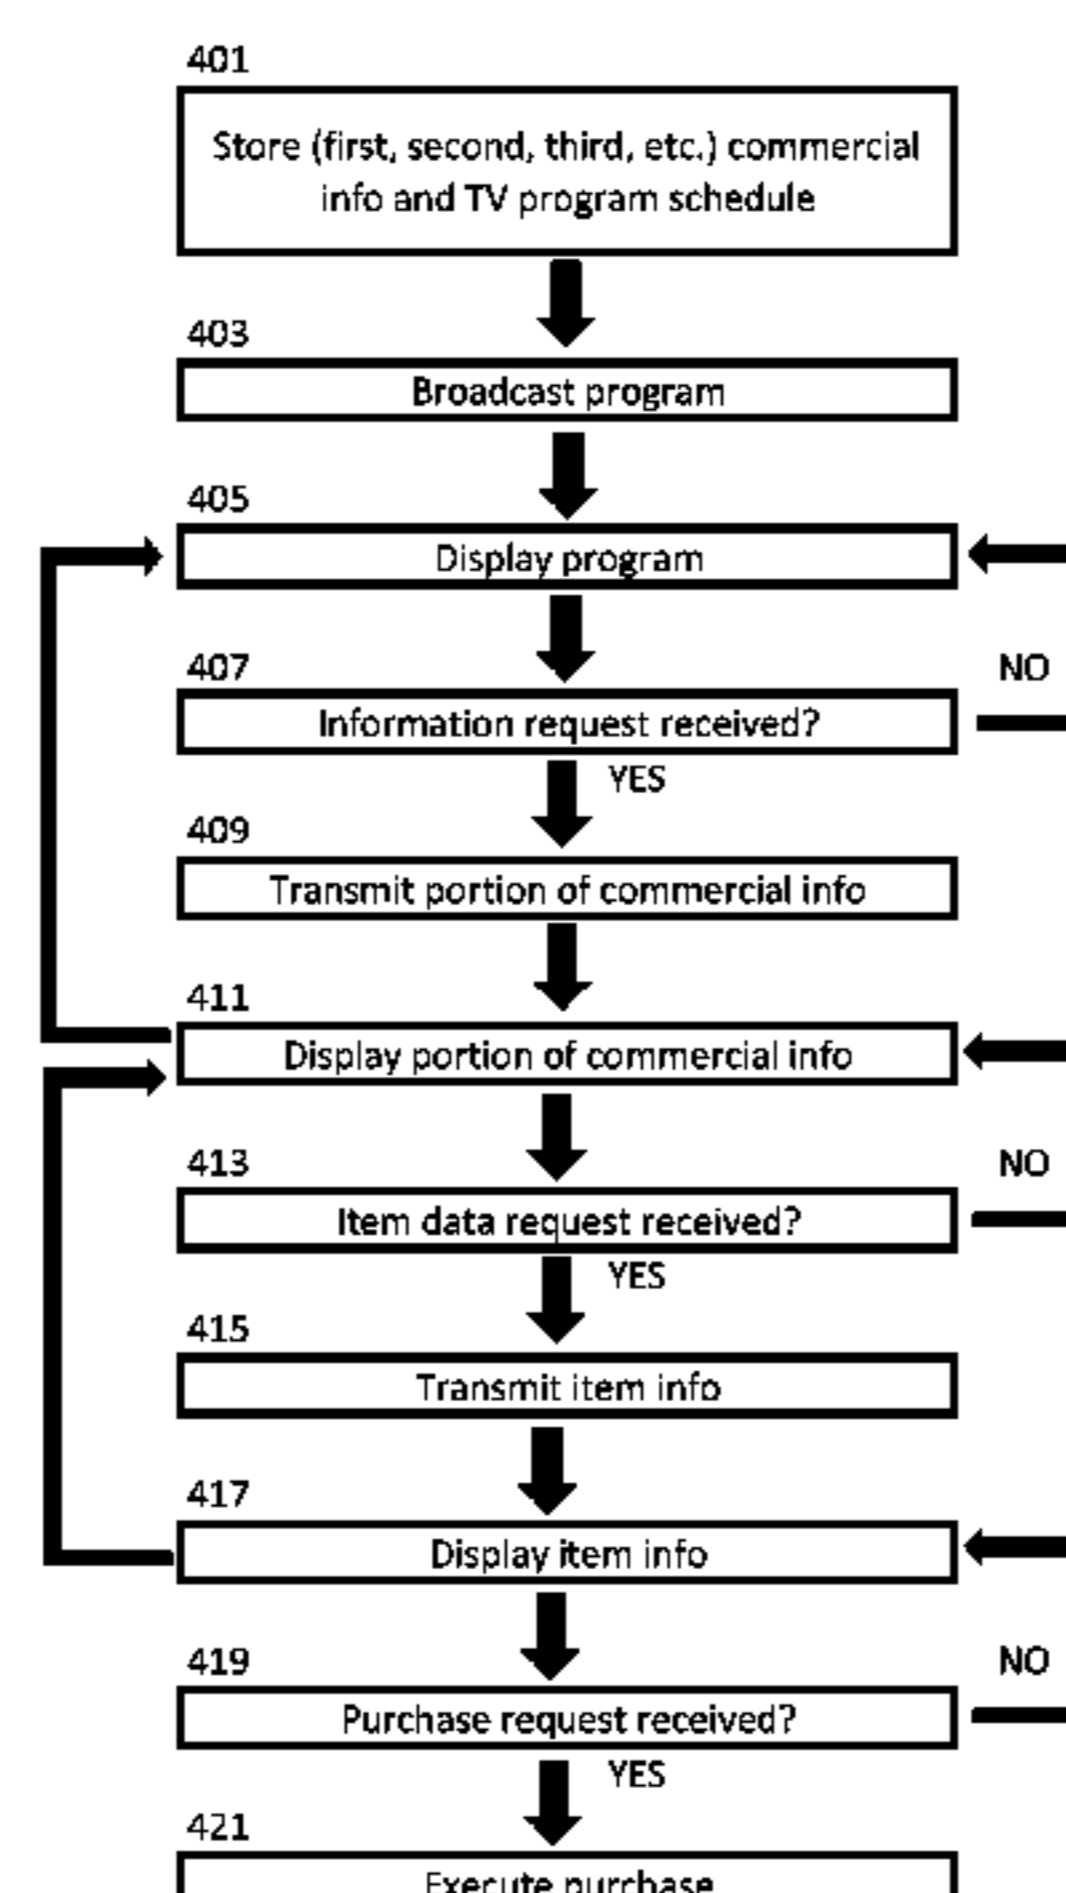 401
Store (first, second, third, etc.) commercial
info and TV program schedule
403
Broadcast program
405
Display program
407
NO
Information request received?
YES
409
Transmit portion of commercial info
411
Display portion of commercial info
413
NO
Item data request received?
YES
415
Transmit item info
417
Display item info
419
NO
Purchase request received?
YES
421
Execute purchase